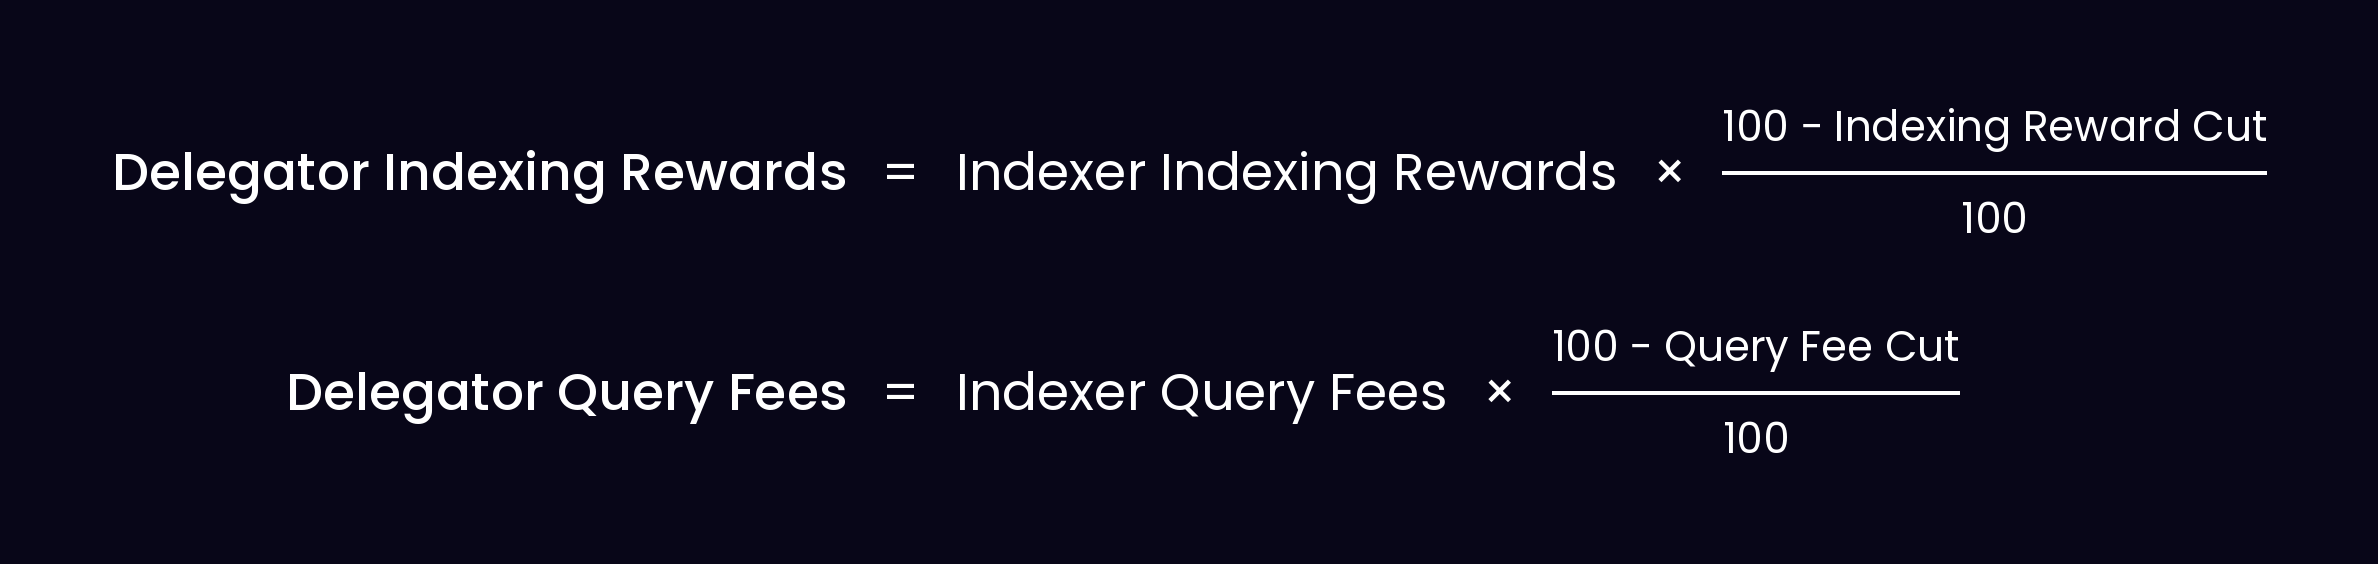 Delegator Indexing Rewards = Indexer Indexing Rewards × 100 - Indexing Reward Cut
100
Delegator Query Fees = Indexer Query Fees × 100 - Query Fee Cut
100